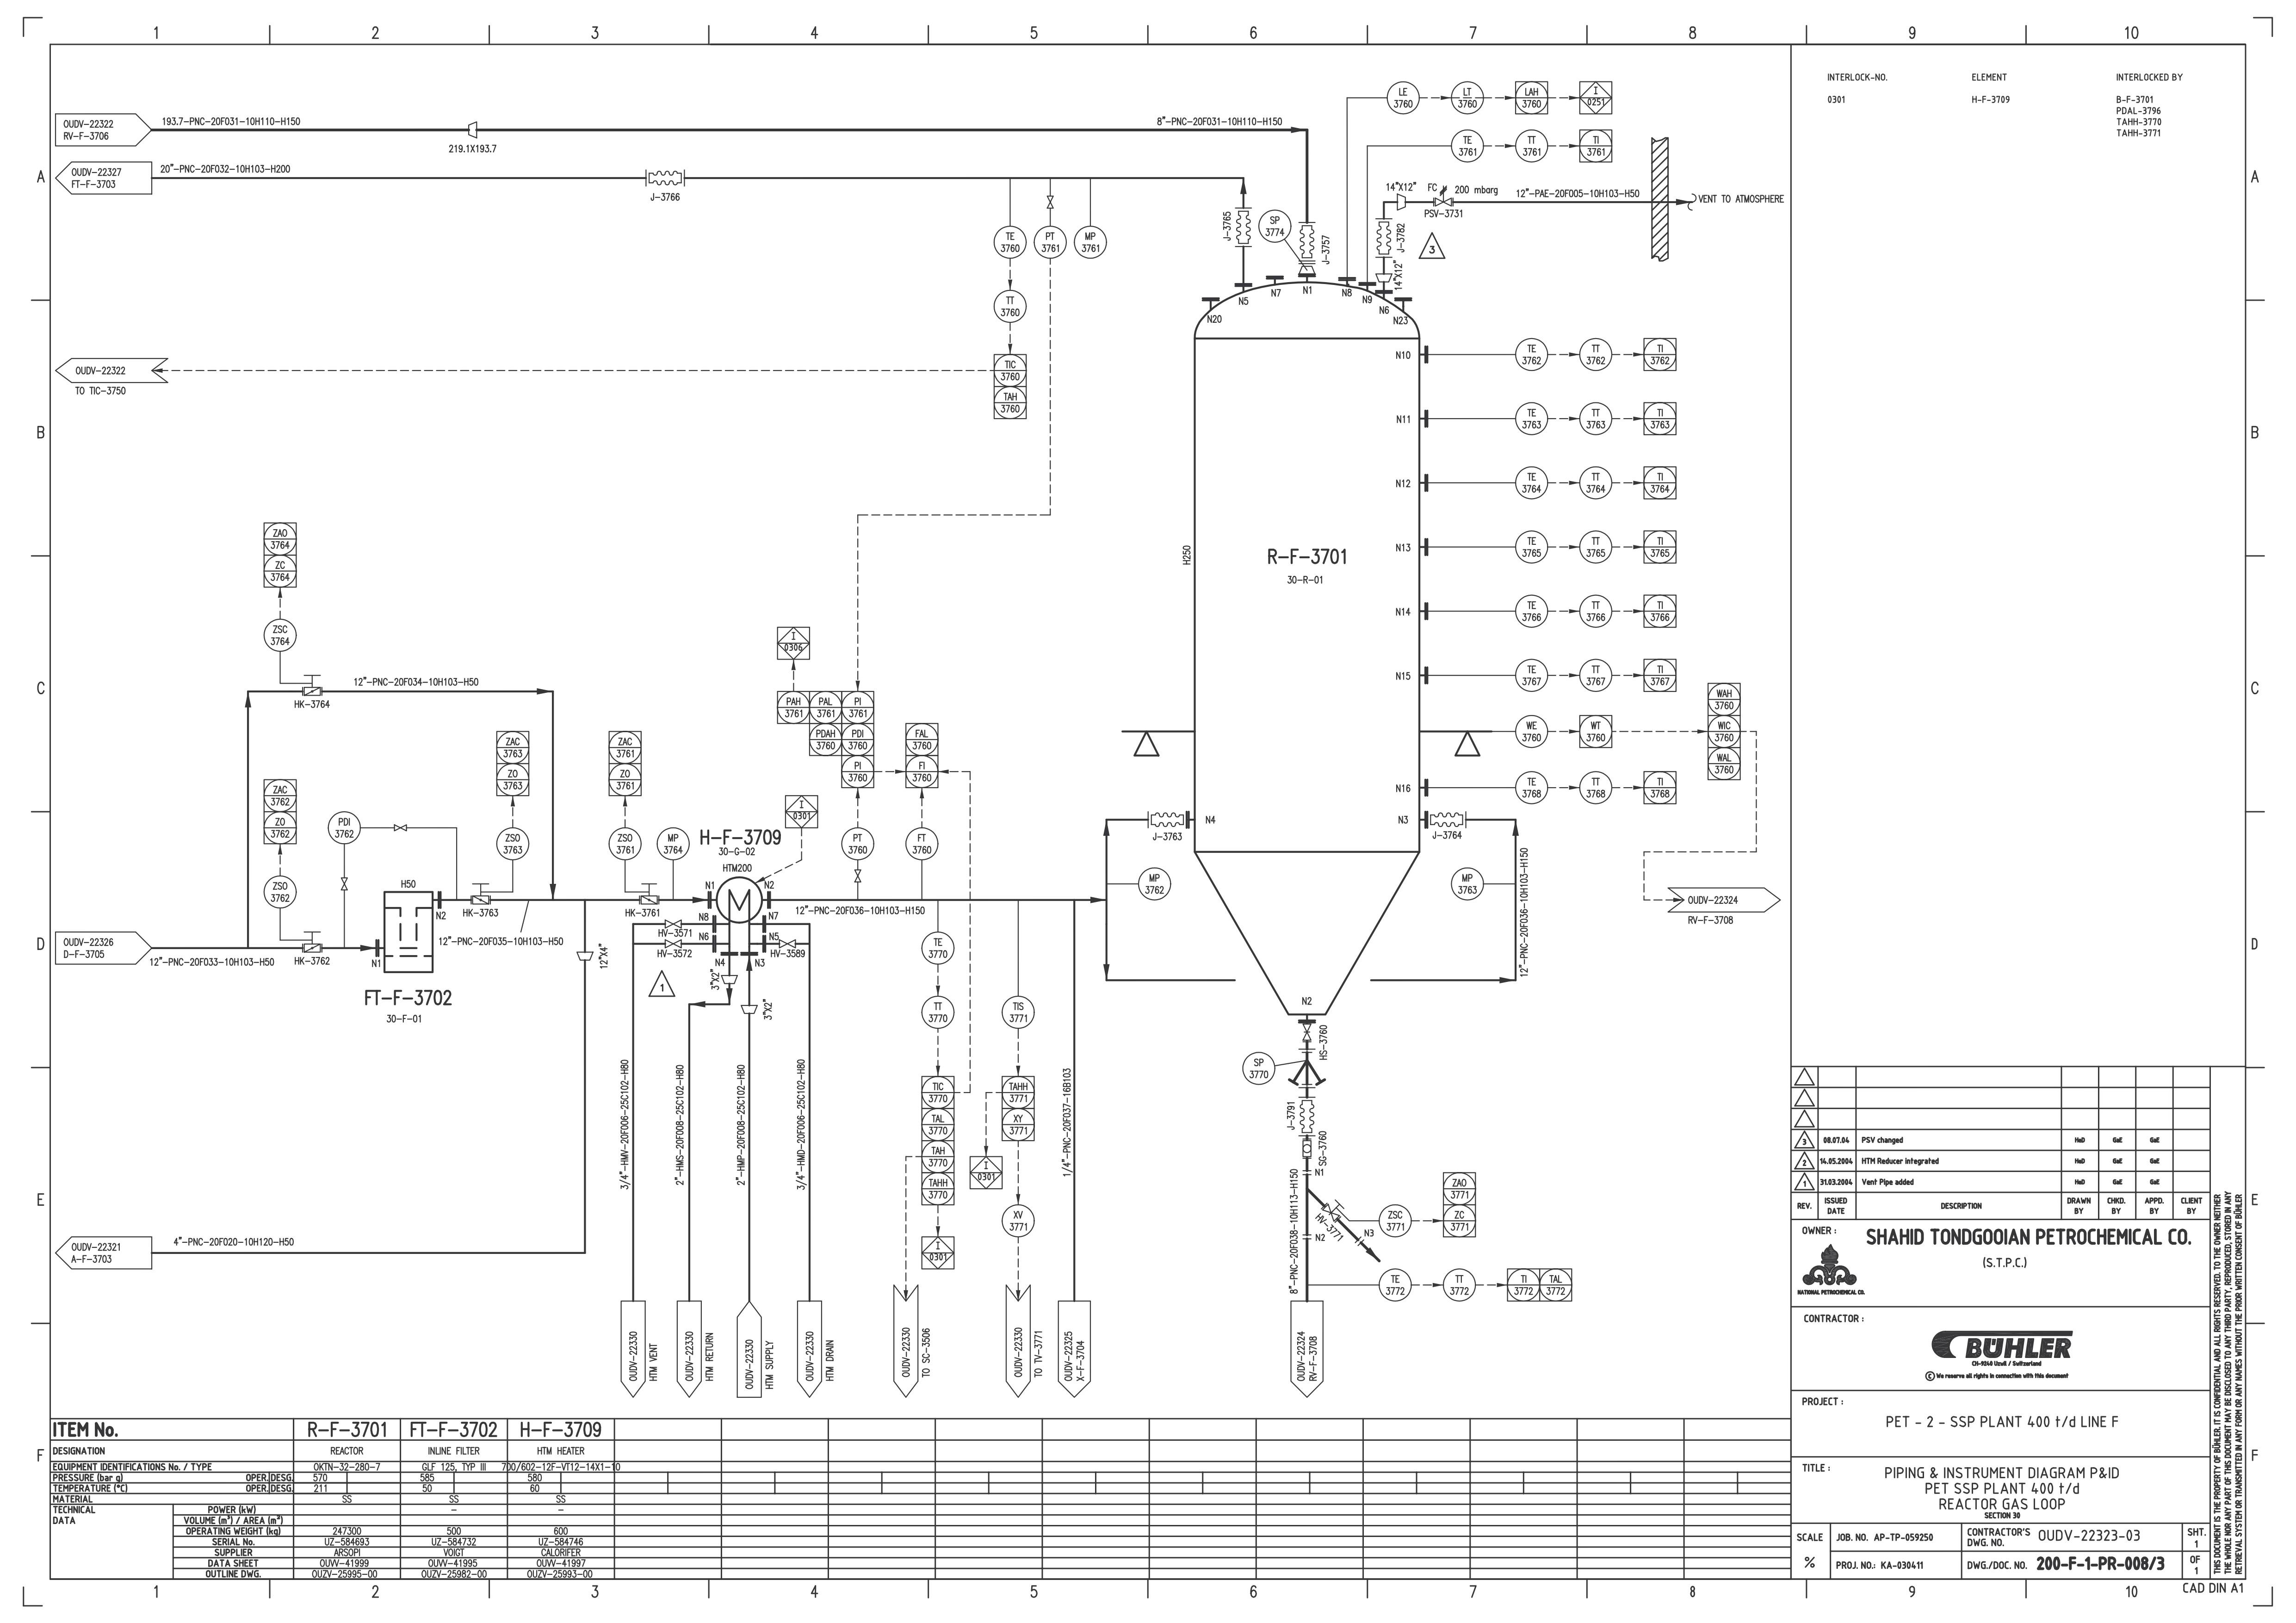 1 2 3 4 5 6 7 8 9 10
A
B
C
D
E
F
OUDV-22322
RV-F-3706
193.7-PNC-20F031-10H110-H150
219.1X193.7
8"-PNC-20F031-10H110-H150
OUDV-22327
FT-F-3703
20"-PNC-20F032-10H103-H200
J-3766
TE
3760
PT
3761
MP
3761
TT
3760
TIC
3760
TAH
3760
OUDV-22322
TO TIC-3750
J-3765
SP
3774
J-3757
J-3782
14"X12"
14"X12"
FC
200 mbarg
PSV-3731
3
12"-PAE-20F005-10H103-H50
VENT TO ATMOSPHERE
LE
3760
LT
3760
LAH
3760
I
0251
TE
3761
TT
3761
TI
3761
N20
N5
N7
N1
N8
N9
N6
N23
N10
TE
3762
TT
3762
TI
3762
N11
TE
3763
TT
3763
TI
3763
N12
TE
3764
TT
3764
TI
3764
N13
TE
3765
TT
3765
TI
3765
N14
TE
3766
TT
3766
TI
3766
N15
TE
3767
TT
3767
TI
3767
WE
3760
WT
3760
WAH
3760
WIC
3760
WAL
3760
N16
TE
3768
TT
3768
TI
3768
H250
R-F-3701
30-R-01
N4
J-3763
N3
J-3764
MP
3762
MP
3763
12"-PNC-20F036-10H103-H150
OUDV-22324
RV-F-3708
N2
HS-3760
SP
3770
J-3791
SG-3760
N1
HV-3771
N3
N2
8"-PNC-20F038-10H113-H150
ZSC
3771
ZAO
3771
ZC
3771
TE
3772
TT
3772
TI
3772
TAL
3772
OUDV-22324
RV-F-3708
ZAO
3764
ZC
3764
ZSC
3764
HK-3764
12"-PNC-20F034-10H103-H50
ZAC
3762
ZO
3762
ZSO
3762
PDI
3762
HK-3762
OUDV-22326
D-F-3705
12"-PNC-20F033-10H103-H50
H50
N1
N2
FT-F-3702
30-F-01
ZAC
3763
ZO
3763
ZSO
3763
HK-3763
12"-PNC-20F035-10H103-H50
ZAC
3761
ZO
3761
ZSO
3761
HK-3761
MP
3764
12"X4"
H-F-3709
30-G-02
HTM200
I
0301
N1
N2
N8
N7
N6
N5
N4
N3
HV-3571
HV-3572
HV-3589
1
3"X2"
3"X2"
I
0306
PAH
3761
PAL
3761
PI
3761
PDAH
3760
PDI
3760
PI
3760
FAL
3760
FI
3760
PT
3760
FT
3760
12"-PNC-20F036-10H103-H150
TE
3770
TT
3770
TIC
3770
TAL
3770
TAH
3770
TAHH
3770
I
0301
TIS
3771
TAHH
3771
XY
3771
I
0301
XV
3771
3/4"-HMV-20F006-25C102-H80
2"-HMS-20F008-25C102-H80
2"-HMP-20F008-25C102-H80
3/4"-HMD-20F006-25C102-H80
1/4"-PNC-20F037-16B103
OUDV-22321
A-F-3703
4"-PNC-20F020-10H120-H50
OUDV-22330
HTM VENT
OUDV-22330
HTM RETURN
OUDV-22330
HTM SUPPLY
OUDV-22330
HTM DRAIN
OUDV-22330
TO SC-3506
OUDV-22330
TO TV-3771
OUDV-22325
X-F-3704
INTERLOCK-NO. ELEMENT INTERLOCKED BY
0301 H-F-3709 B-F-3701
PDAL-3796
TAHH-3770
TAHH-3771
3 08.07.04 PSV changed HaD GaE GaE
2 14.05.2004 HTM Reducer integrated HaD GaE GaE
1 31.03.2004 Vent Pipe added HaD GaE GaE
REV. ISSUED DATE DESCRIPTION DRAWN BY CHKD. BY APPD. BY CLIENT BY
OWNER :
SHAHID TONDGOOIAN PETROCHEMICAL CO.
(S.T.P.C.)
NATIONAL PETROCHEMICAL CO.
CONTRACTOR :
BÜHLER
CH-9240 Uzwil / Switzerland
© We reserve all rights in connection with this document
PROJECT :
PET - 2 - SSP PLANT 400 t/d LINE F
TITLE :
PIPING & INSTRUMENT DIAGRAM P&ID
PET SSP PLANT 400 t/d
REACTOR GAS LOOP
SECTION 30
SCALE
%
JOB. NO. AP-TP-059250
CONTRACTOR'S DWG. NO. OUDV-22323-03
SHT.
1
OF
1
PROJ. NO.: KA-030411
DWG./DOC. NO. 200-F-1-PR-008/3
CAD DIN A1
THIS DOCUMENT IS THE PROPERTY OF BÜHLER. IT IS CONFIDENTIAL AND ALL RIGHTS RESERVED. TO THE OWNER NEITHER
THE WHOLE NOR ANY PART OF THIS DOCUMENT MAY BE DISCLOSED TO ANY THIRD PARTY, REPRODUCED, STORED IN ANY
RETRIEVAL SYSTEM OR TRANSMITTED IN ANY FORM OR ANY NAMES WITHOUT THE PRIOR WRITTEN CONSENT OF BÜHLER
ITEM No. R-F-3701 FT-F-3702 H-F-3709
DESIGNATION REACTOR INLINE FILTER HTM HEATER
EQUIPMENT IDENTIFICATIONS No. / TYPE OKTN-32-280-7 GLF 125, TYP III 700/602-12F-VT12-14X1-10
PRESSURE (bar g) OPER.|DESG. 570 585 580
TEMPERATURE (°C) OPER.|DESG. 211 50 60
MATERIAL SS SS SS
TECHNICAL DATA POWER (kW) - -
VOLUME (m³) / AREA (m²)
OPERATING WEIGHT (kg) 247300 500 600
SERIAL No. UZ-584693 UZ-584732 UZ-584746
SUPPLIER ARSOPI VOIGT CALORIFER
DATA SHEET OUVV-41999 OUVV-41995 OUVV-41997
OUTLINE DWG. OUZV-25995-00 OUZV-25982-00 OUZV-25993-00
1 2 3 4 5 6 7 8 9 10